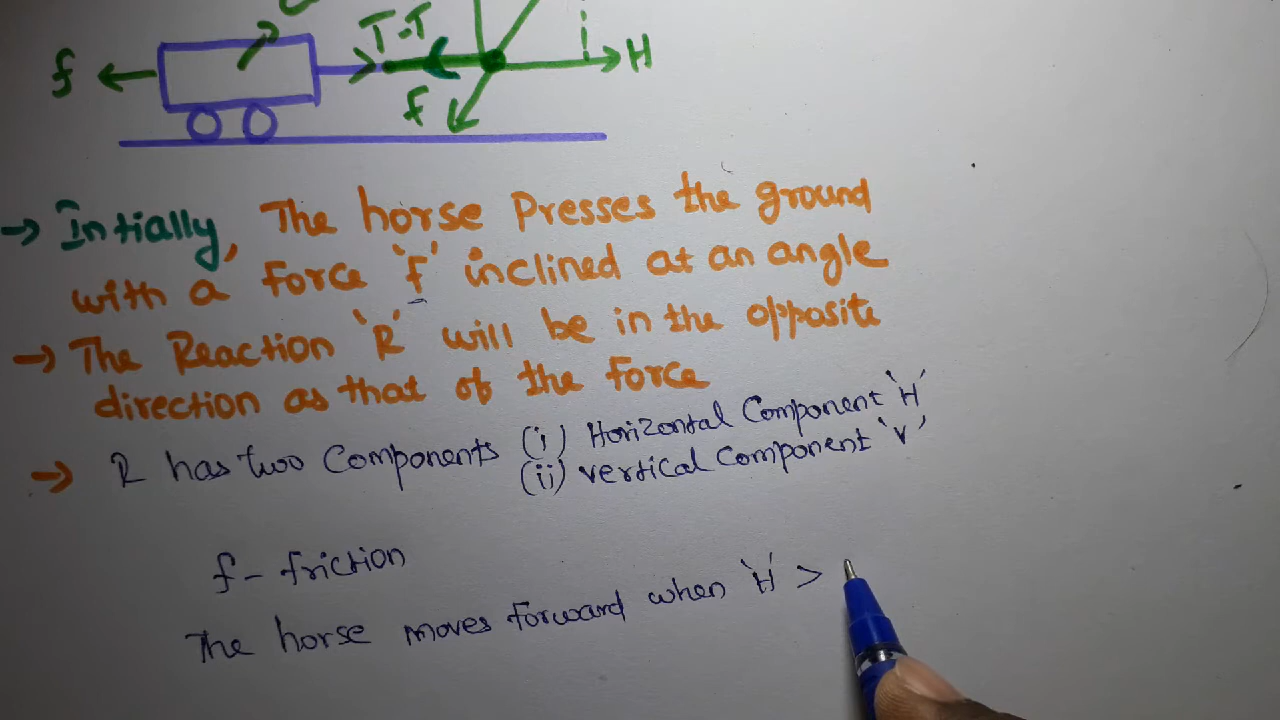 T-T
f
H
f
→ Intially, The horse Presses the ground
with a force 'f' inclined at an angle
→ The Reaction 'R' will be in the opposite
direction as that of the force
→ R has two Components (i) Horizontal Component 'H'
(ii) vertical Component 'v'
f - friction
The horse moves forward when 'H' >